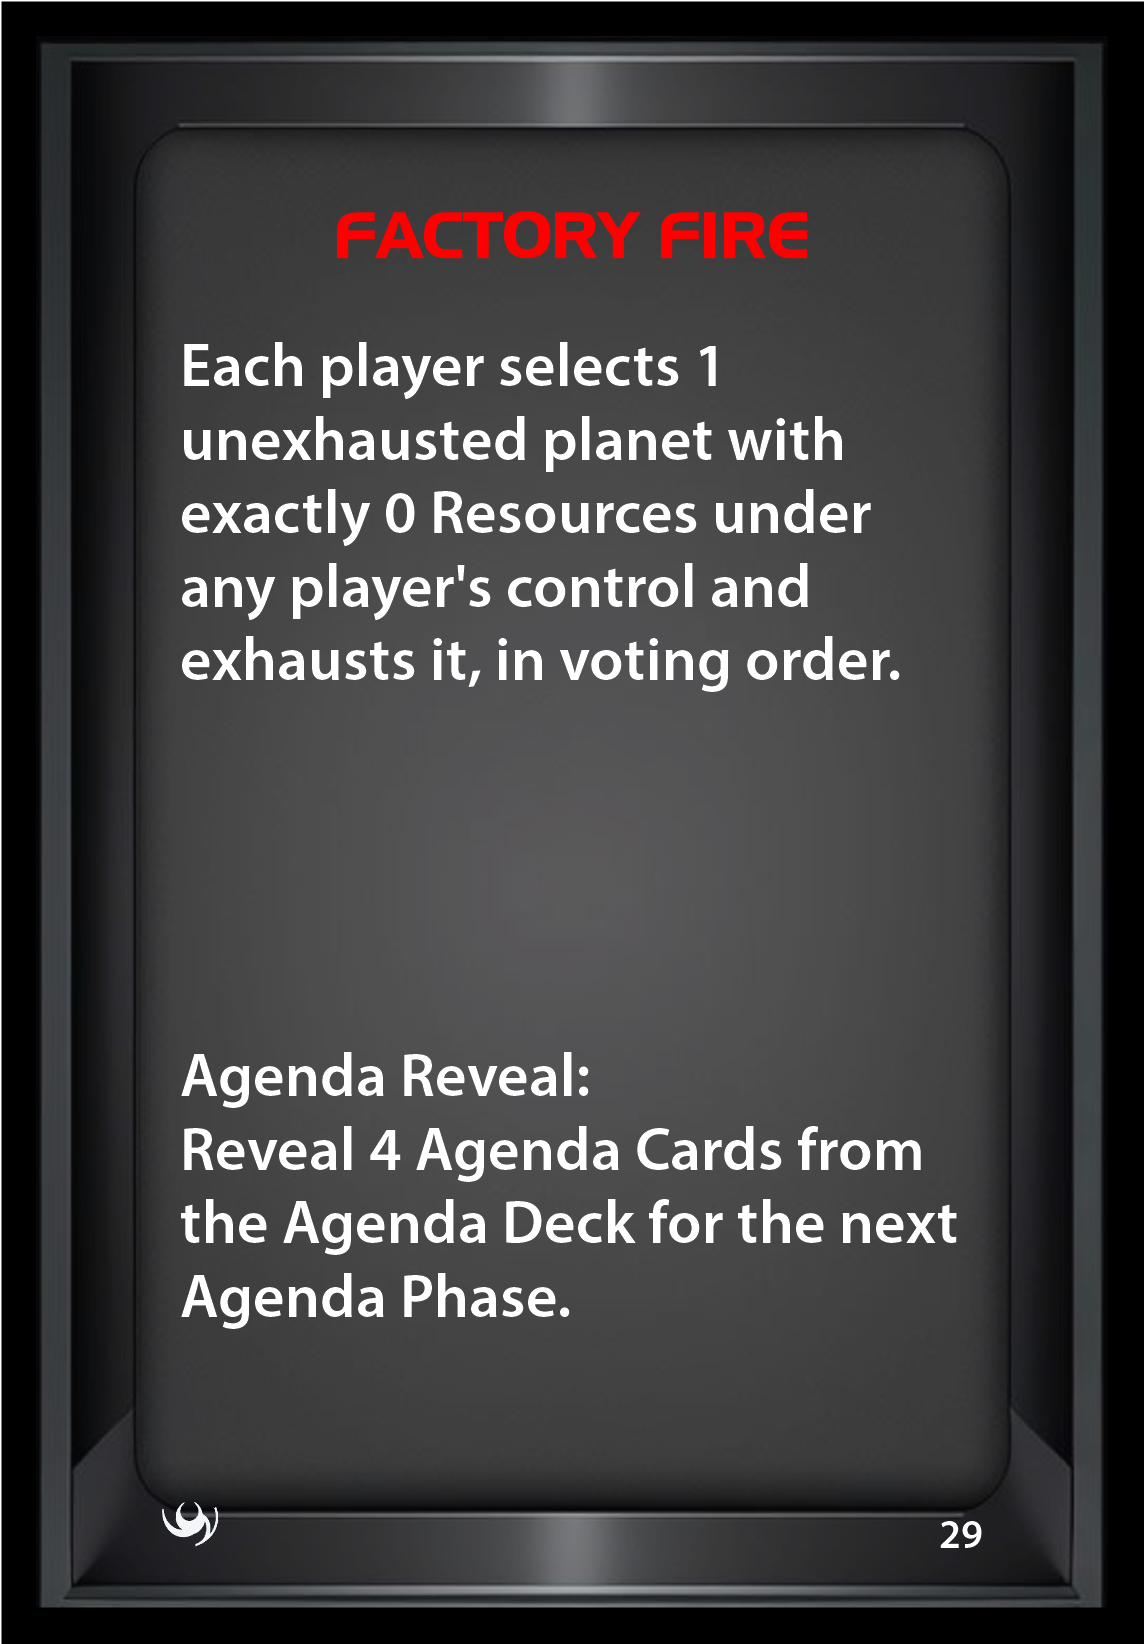 FACTORY FIRE
Each player selects 1
unexhausted planet with
exactly 0 Resources under
any player's control and
exhausts it, in voting order.
Agenda Reveal:
Reveal 4 Agenda Cards from
the Agenda Deck for the next
Agenda Phase.
29